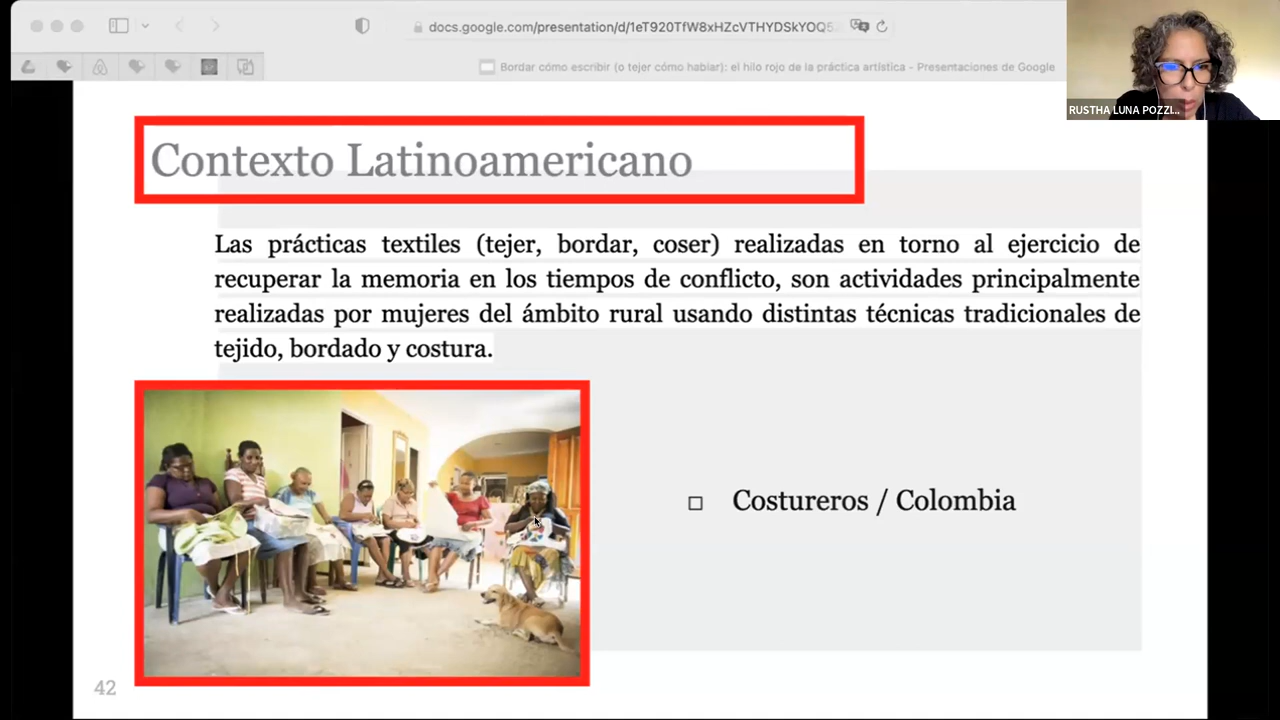 docs.google.com/presentation/d/1eT920TfW8xHZcVTHYDSkYOQ5
Bordar cómo escribir (o tejer cómo hablar): el hilo rojo de la práctica artística - Presentaciones de Google
RUSTHA LUNA POZZI...
Contexto Latinoamericano
Las prácticas textiles (tejer, bordar, coser) realizadas en torno al ejercicio de
recuperar la memoria en los tiempos de conflicto, son actividades principalmente
realizadas por mujeres del ámbito rural usando distintas técnicas tradicionales de
tejido, bordado y costura.
Costureros / Colombia
42